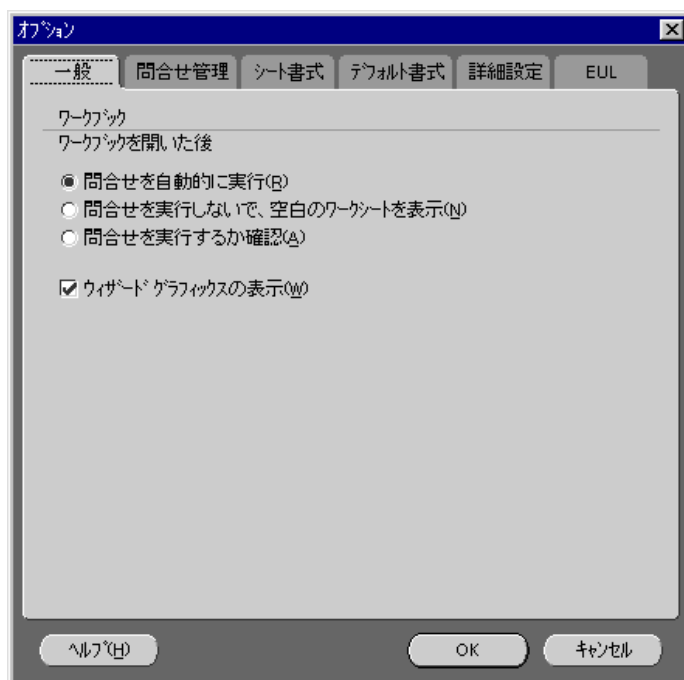 オプション
一般 問合せ管理 シート書式 デフォルト書式 詳細設定 EUL
ワークブック
ワークブックを開いた後
問合せを自動的に実行(R)
問合せを実行しないで、空白のワークシートを表示(N)
問合せを実行するか確認(A)
ウィザード グラフィックスの表示(W)
ヘルプ(H) OK キャンセル